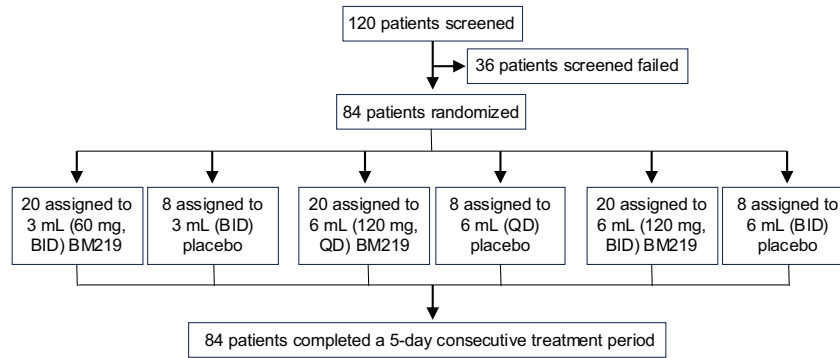 120 patients screened
36 patients screened failed
84 patients randomized
20 assigned to
3 mL (60 mg,
BID) BM219
8 assigned to
3 mL (BID)
placebo
20 assigned to
6 mL (120 mg,
QD) BM219
8 assigned to
6 mL (QD)
placebo
20 assigned to
6 mL (120 mg,
BID) BM219
8 assigned to
6 mL (BID)
placebo
84 patients completed a 5-day consecutive treatment period